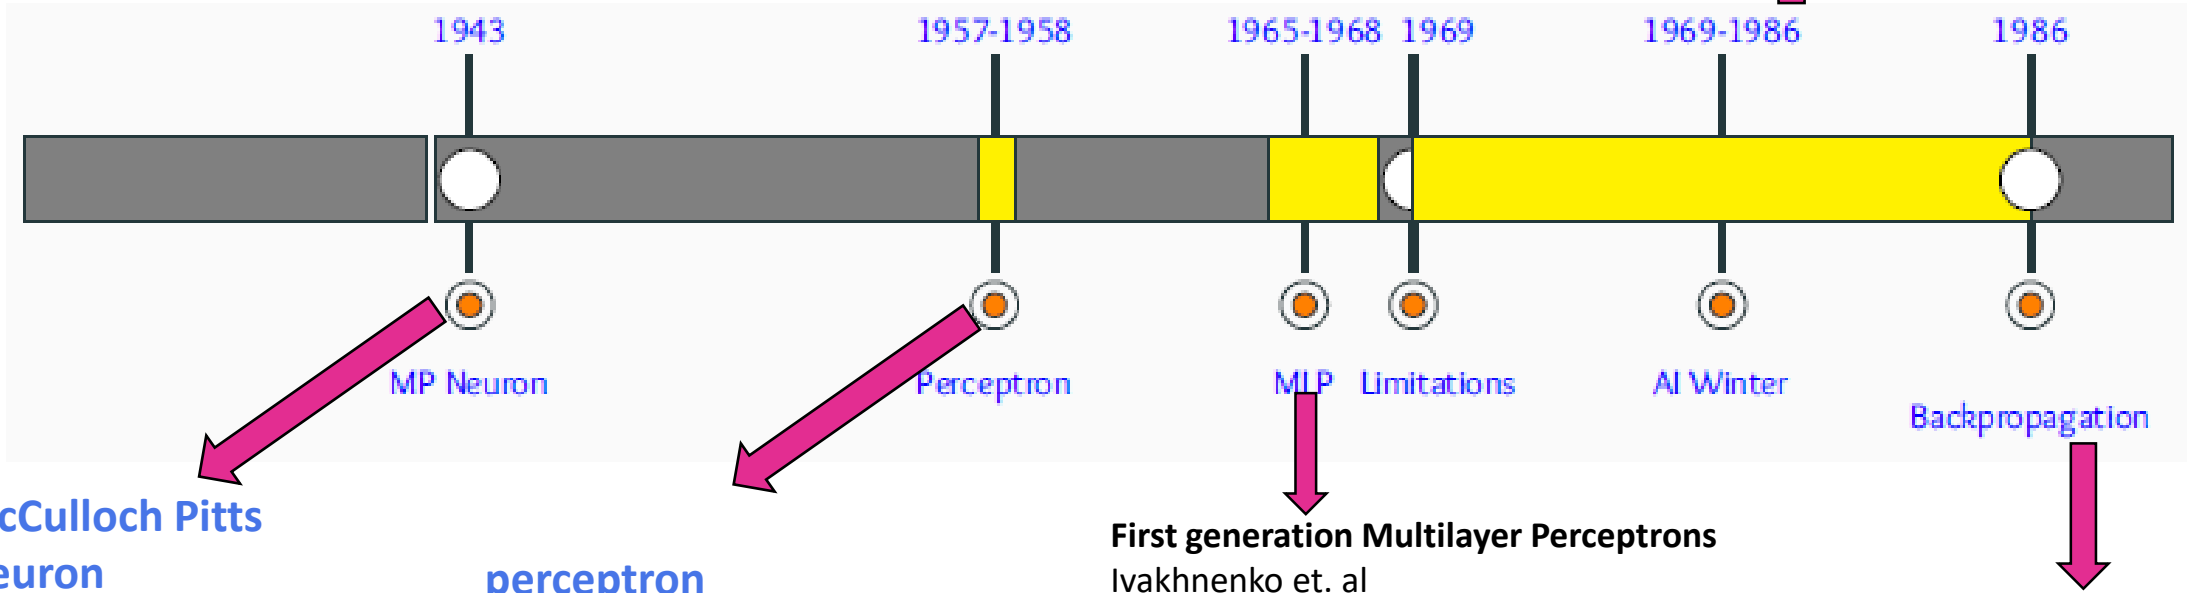 1943 1957-1958 1965-1968 1969 1969-1986 1986
MP Neuron Perceptron MLP Limitations AI Winter
Backpropagation
cCulloch Pitts
euron
perceptron
First generation Multilayer Perceptrons
Ivakhnenko et. al